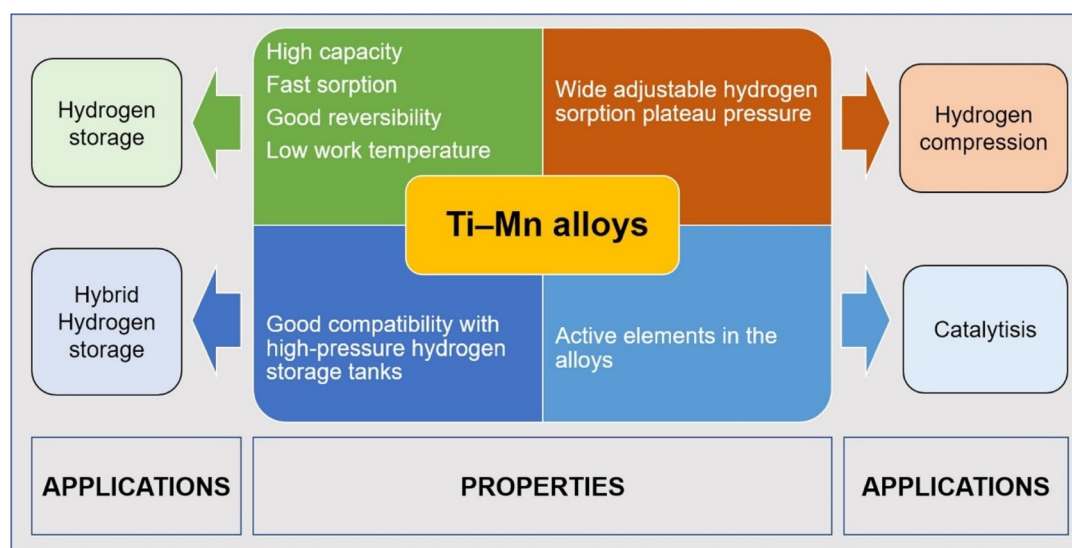 Hydrogen
storage
High capacity
Fast sorption
Good reversibility
Low work temperature
Wide adjustable hydrogen
sorption plateau pressure
Hydrogen
compression
Ti–Mn alloys
Hybrid
Hydrogen
storage
Good compatibility with
high-pressure hydrogen
storage tanks
Active elements in the
alloys
Catalytisis
APPLICATIONS
PROPERTIES
APPLICATIONS